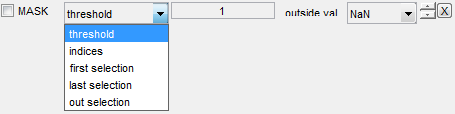 MASK threshold 1 outside val NaN X
threshold
indices
first selection
last selection
out selection